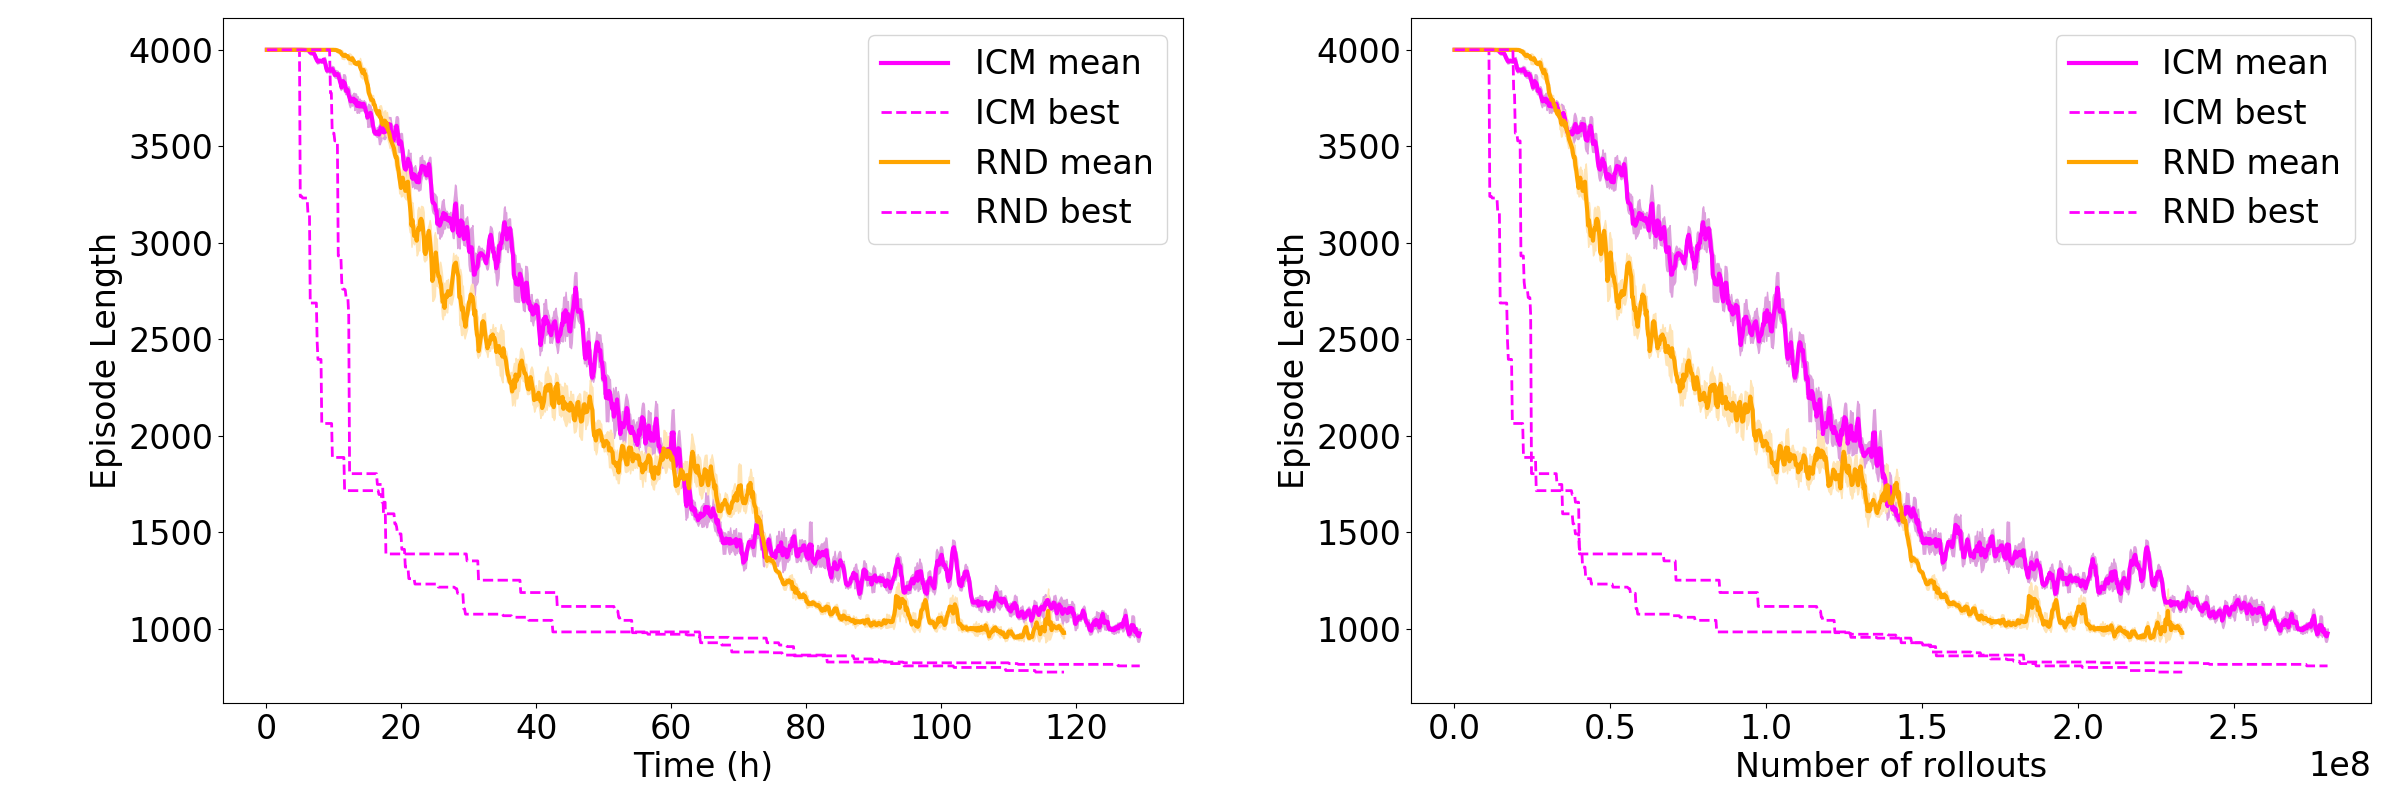 4000
3500
3000
2500
2000
1500
1000
Episode Length
0 20 40 60 80 100 120
Time (h)
ICM mean
ICM best
RND mean
RND best
4000
3500
3000
2500
2000
1500
1000
Episode Length
0.0 0.5 1.0 1.5 2.0 2.5
Number of rollouts
1e8
ICM mean
ICM best
RND mean
RND best